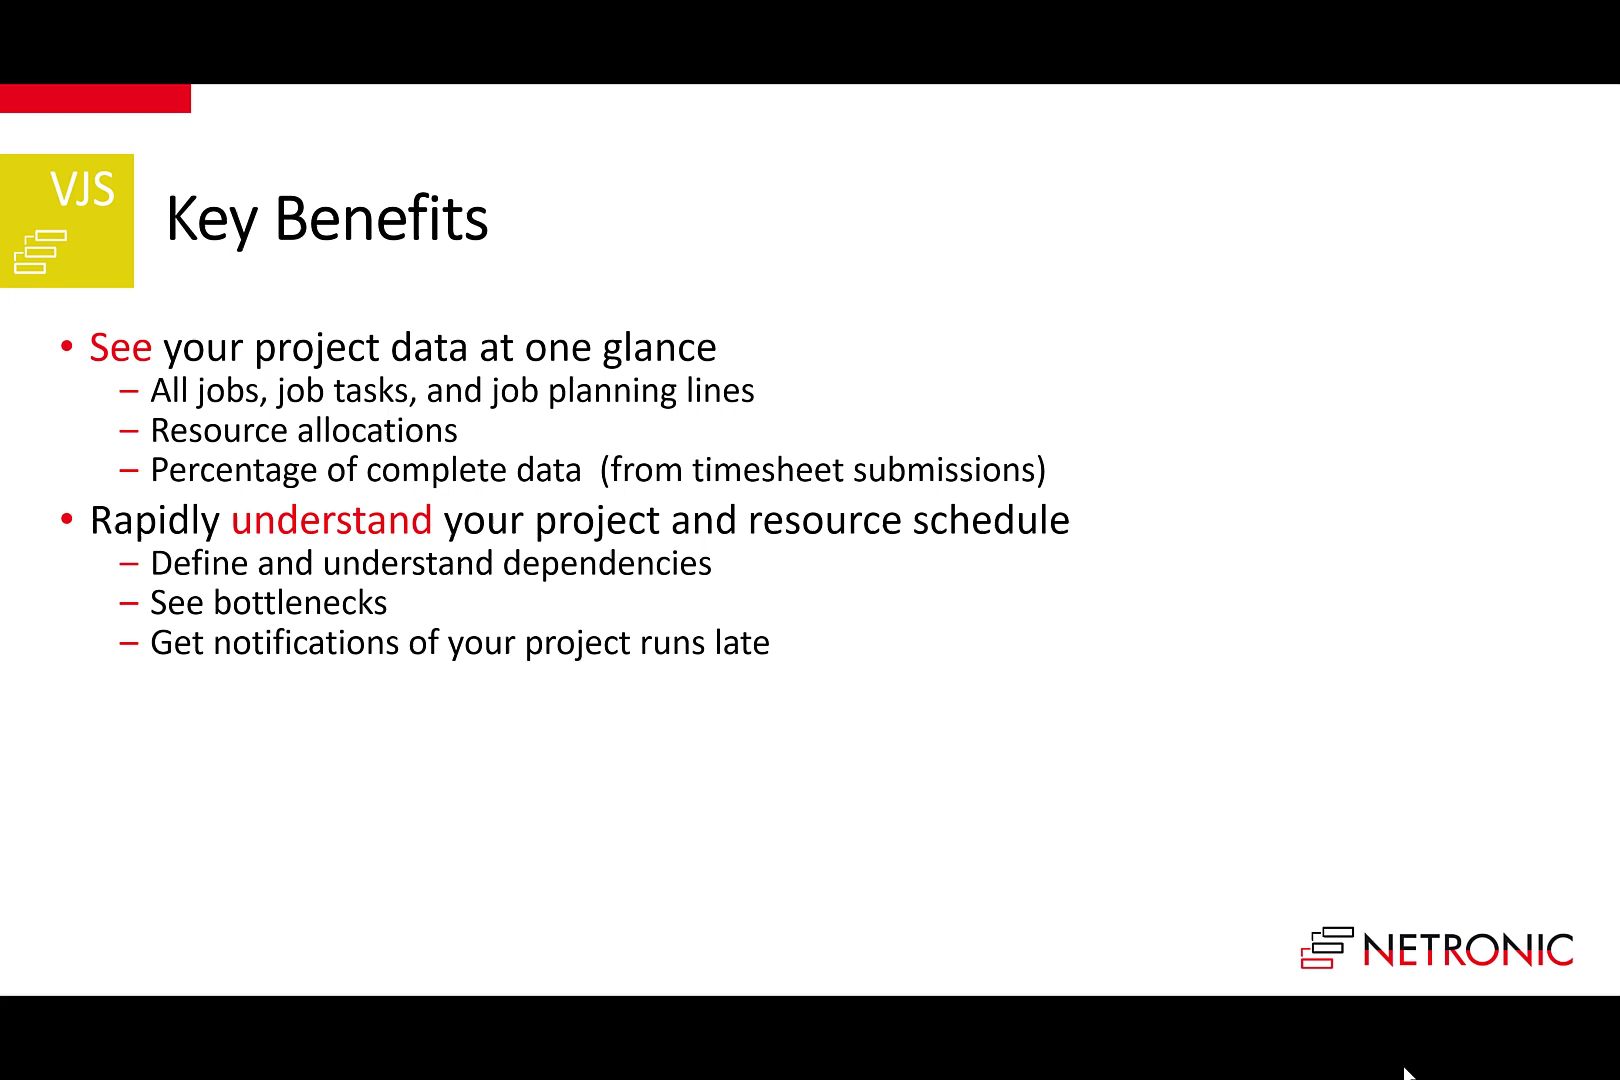 VJS
Key Benefits
• See your project data at one glance
– All jobs, job tasks, and job planning lines
– Resource allocations
– Percentage of complete data  (from timesheet submissions)
• Rapidly understand your project and resource schedule
– Define and understand dependencies
– See bottlenecks
– Get notifications of your project runs late
NETRONIC